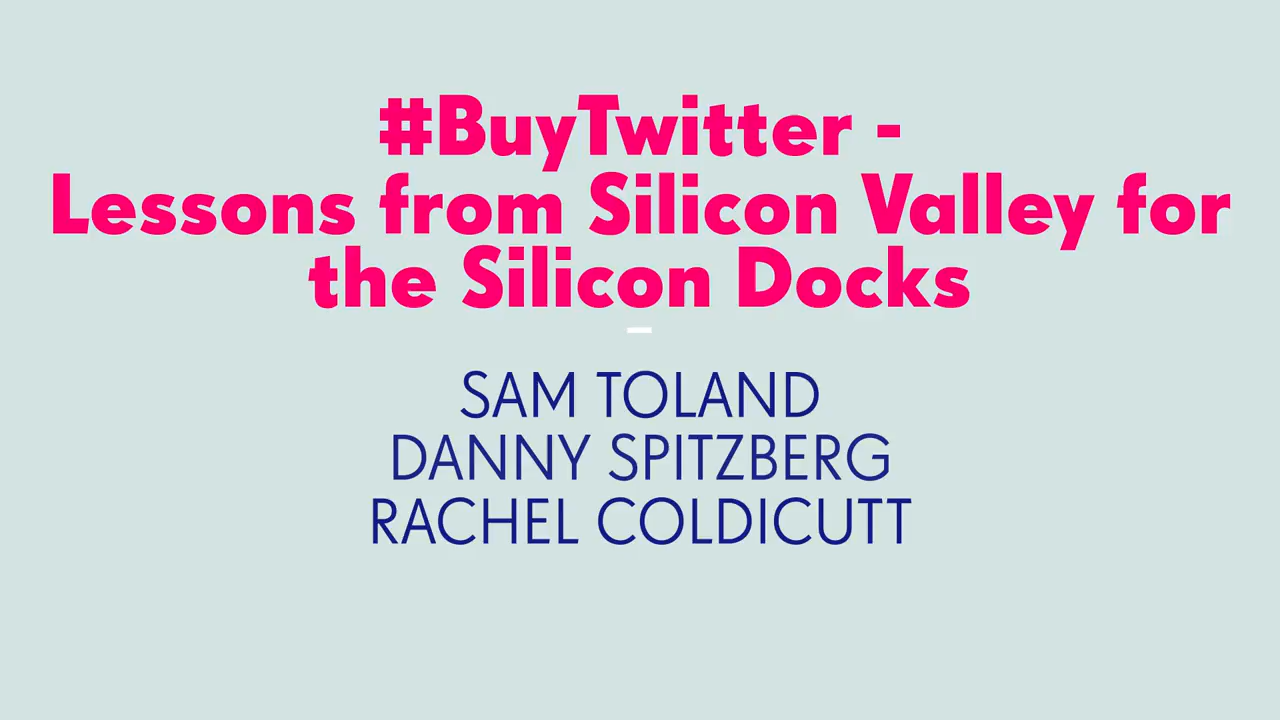 #BuyTwitter -
Lessons from Silicon Valley for
the Silicon Docks
SAM TOLAND
DANNY SPITZBERG
RACHEL COLDICUTT